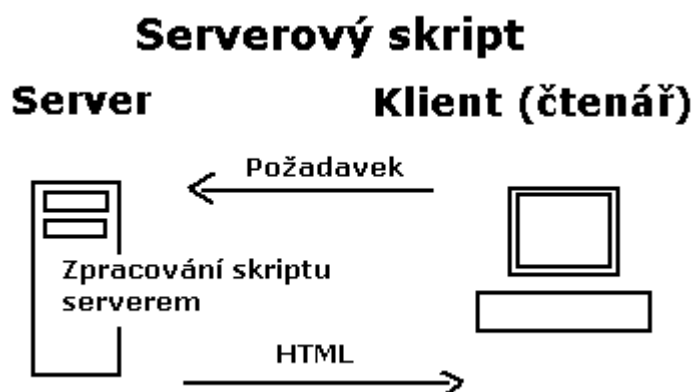 Serverový skript
Server
Klient (čtenář)
Požadavek
Zpracování skriptu
serverem
HTML